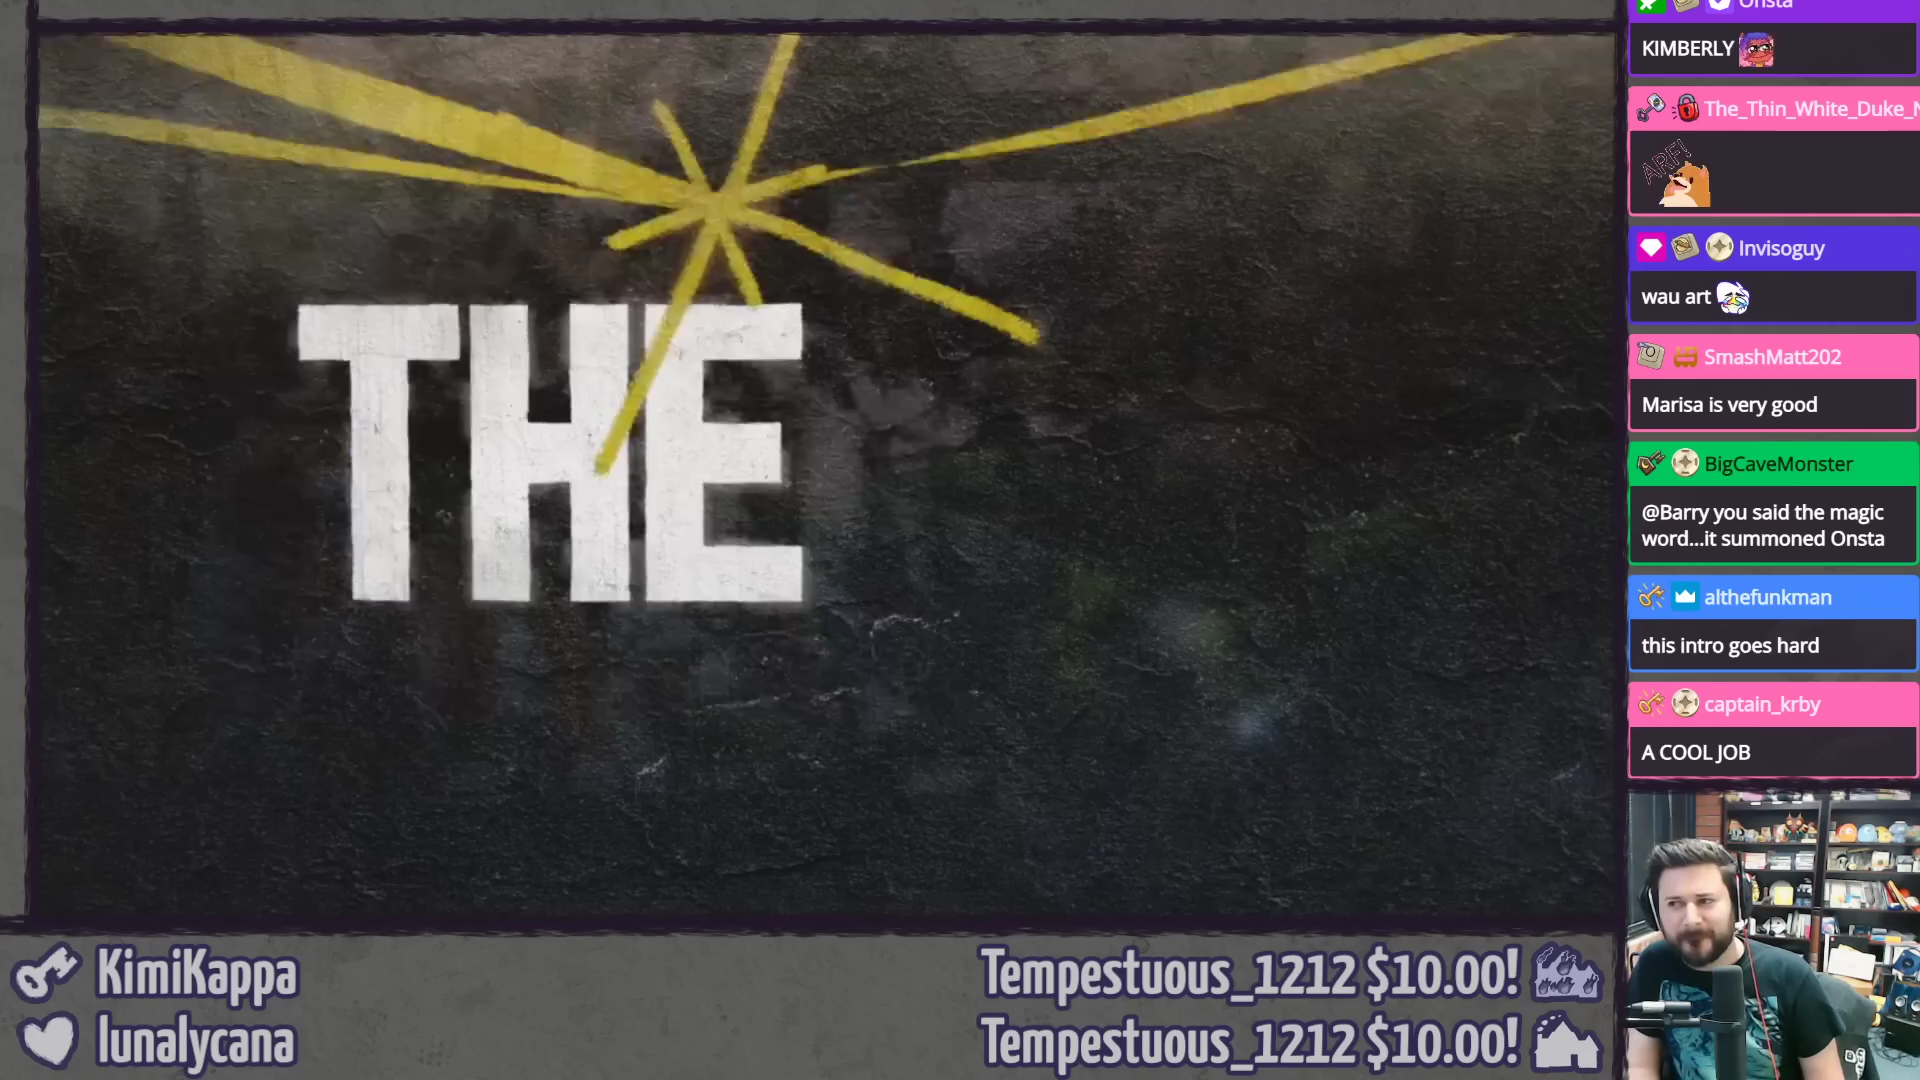 THE
Onsta
KIMBERLY
The_Thin_White_Duke_
ARF!
Invisoguy
wau art
SmashMatt202
Marisa is very good
BigCaveMonster
@Barry you said the magic
word...it summoned Onsta
althefunkman
this intro goes hard
captain_krby
A COOL JOB
KimiKappa
lunalycana
Tempestuous_1212 $10.00!
Tempestuous_1212 $10.00!